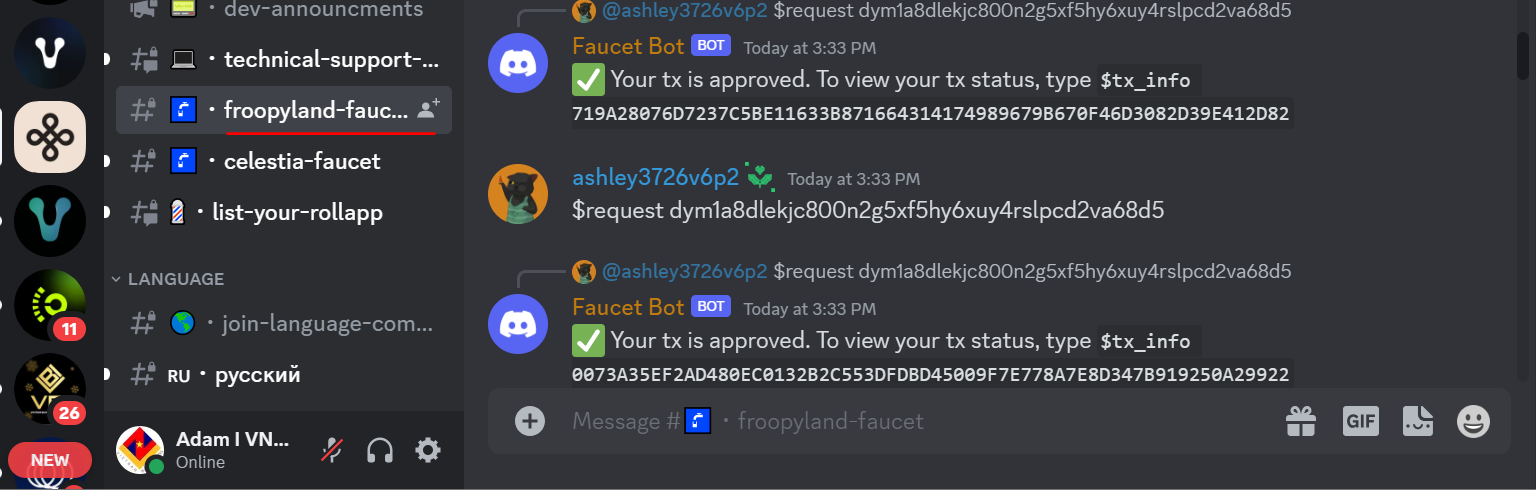 dev-announcments
technical-support-...
froopyland-fauc...
celestia-faucet
list-your-rollapp
LANGUAGE
join-language-com...
RU · русский
11
26
NEW
Adam I VN...
Online
@ashley3726v6p2 $request dym1a8dlekjc800n2g5xf5hy6xuy4rslpcd2va68d5
Faucet Bot BOT Today at 3:33 PM
Your tx is approved. To view your tx status, type $tx_info
719A28076D7237C5BE11633B871664314174989679B670F46D3082D39E412D82
ashley3726v6p2 Today at 3:33 PM
$request dym1a8dlekjc800n2g5xf5hy6xuy4rslpcd2va68d5
@ashley3726v6p2 $request dym1a8dlekjc800n2g5xf5hy6xuy4rslpcd2va68d5
Faucet Bot BOT Today at 3:33 PM
Your tx is approved. To view your tx status, type $tx_info
0073A35EF2AD480EC0132B2C553DFDBD45009F7E778A7E8D347B919250A29922
Message # · froopyland-faucet
GIF